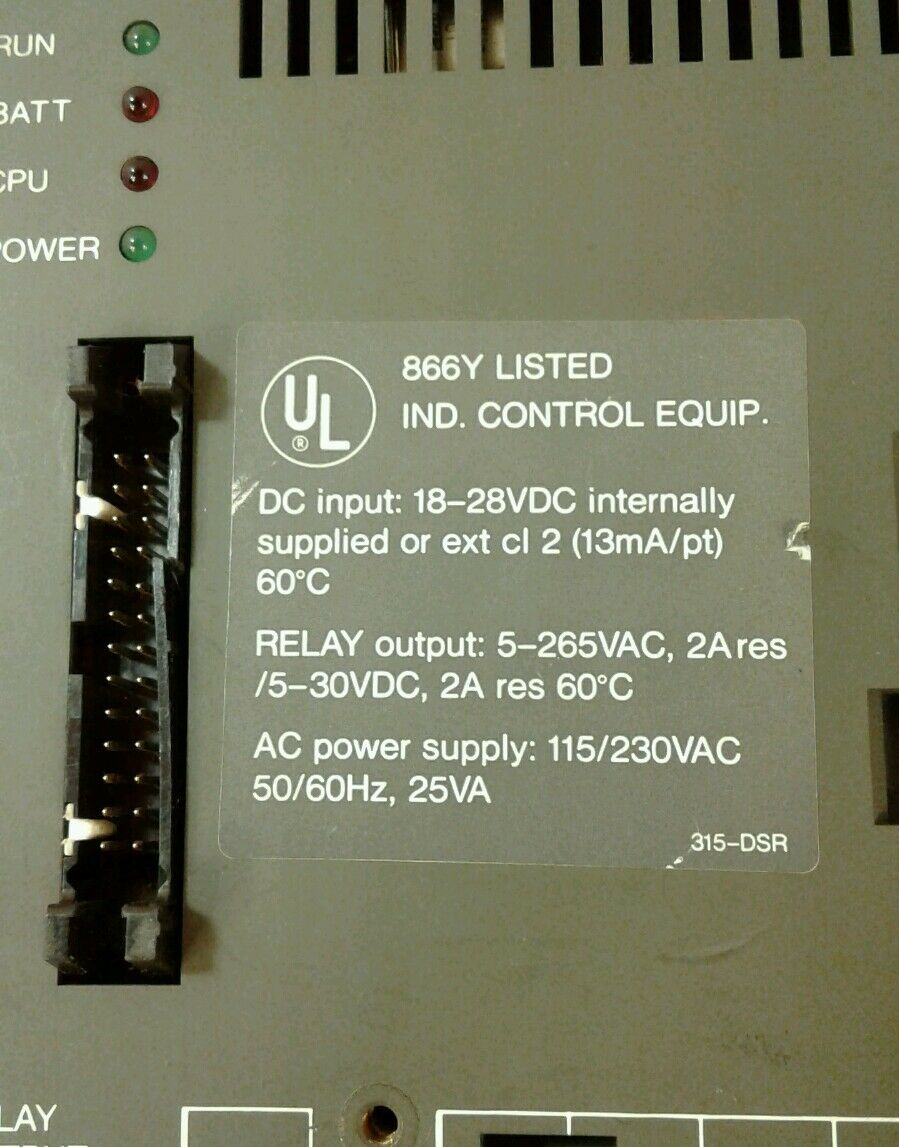 RUN
BATT
CPU
POWER
UL
®
866Y LISTED
IND. CONTROL EQUIP.
DC input: 18-28VDC internally
supplied or ext cl 2 (13mA/pt)
60°C
RELAY output: 5-265VAC, 2A res
/5-30VDC, 2A res 60°C
AC power supply: 115/230VAC
50/60Hz, 25VA
315-DSR
LAY